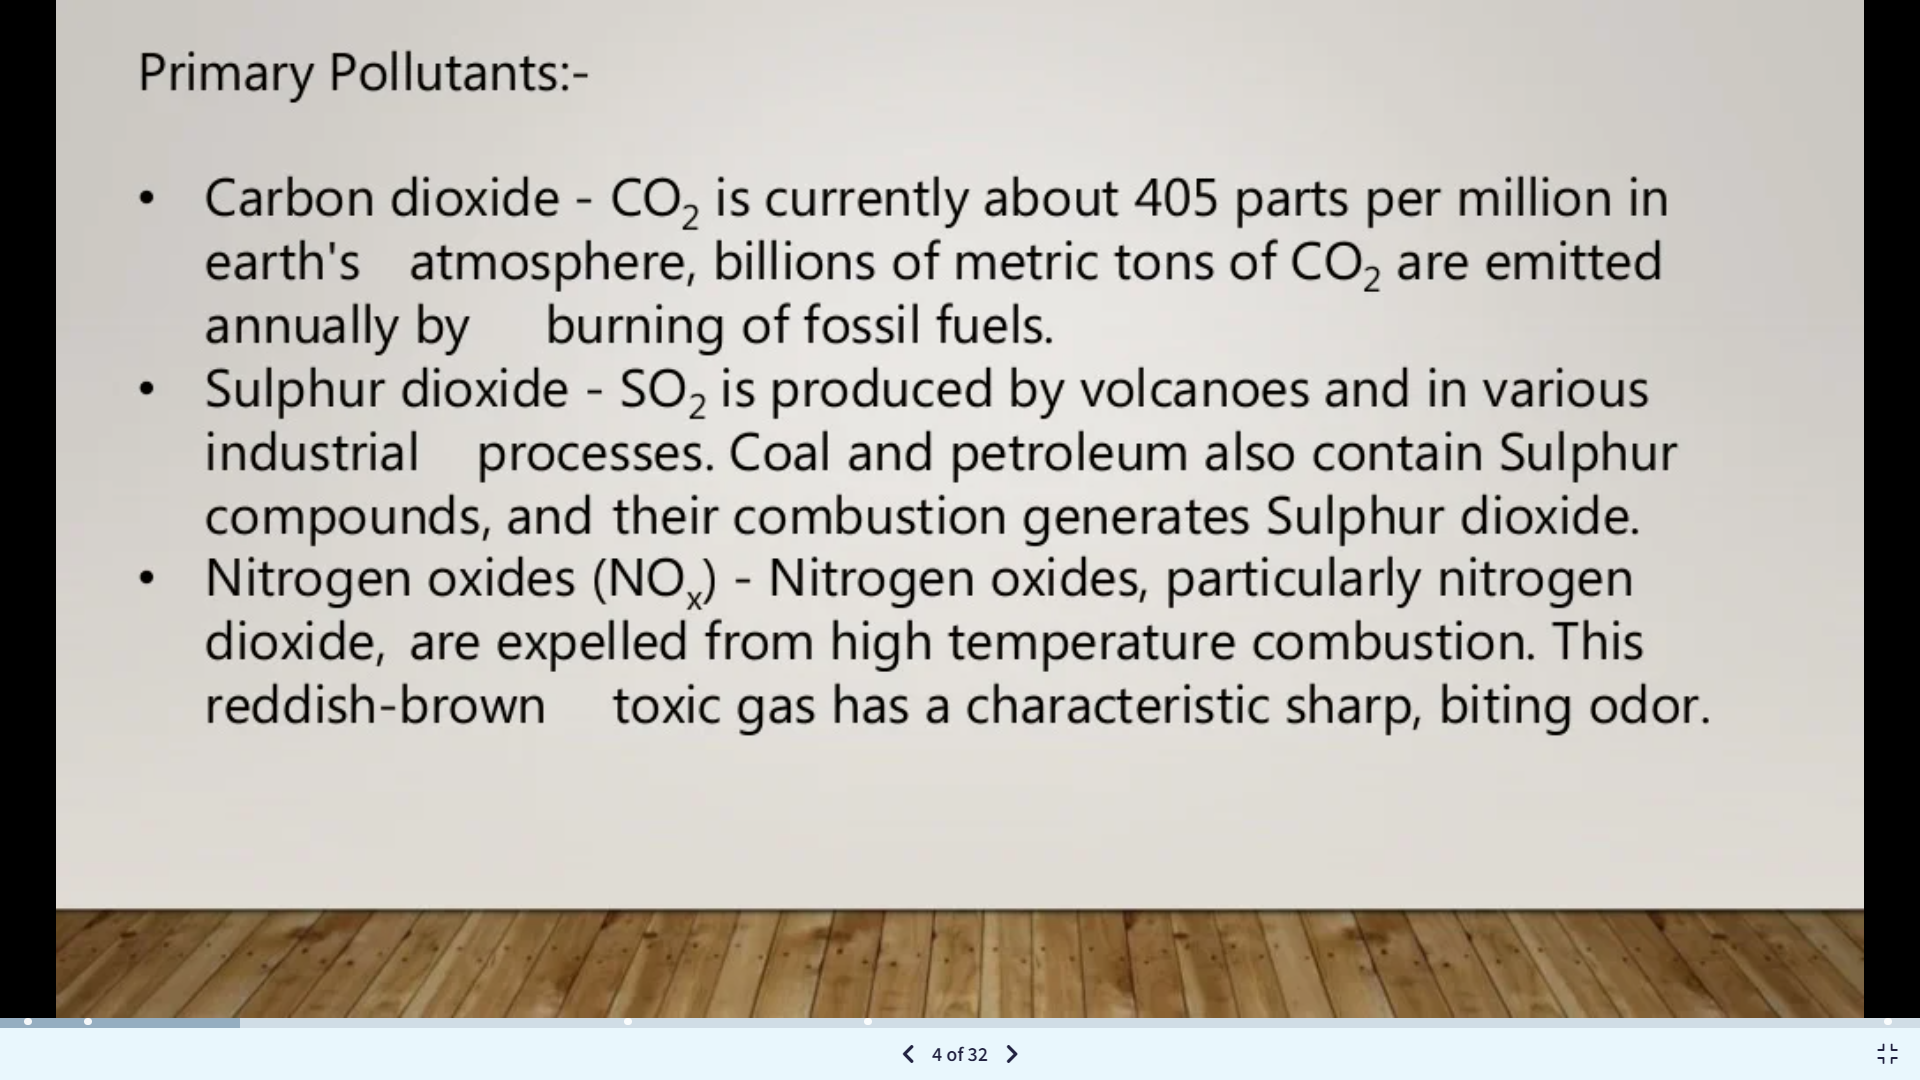 Primary Pollutants:-
• Carbon dioxide - CO₂ is currently about 405 parts per million in
earth's atmosphere, billions of metric tons of CO₂ are emitted
annually by burning of fossil fuels.
• Sulphur dioxide - SO₂ is produced by volcanoes and in various
industrial processes. Coal and petroleum also contain Sulphur
compounds, and their combustion generates Sulphur dioxide.
• Nitrogen oxides (NOₓ) - Nitrogen oxides, particularly nitrogen
dioxide, are expelled from high temperature combustion. This
reddish-brown toxic gas has a characteristic sharp, biting odor.
4 of 32